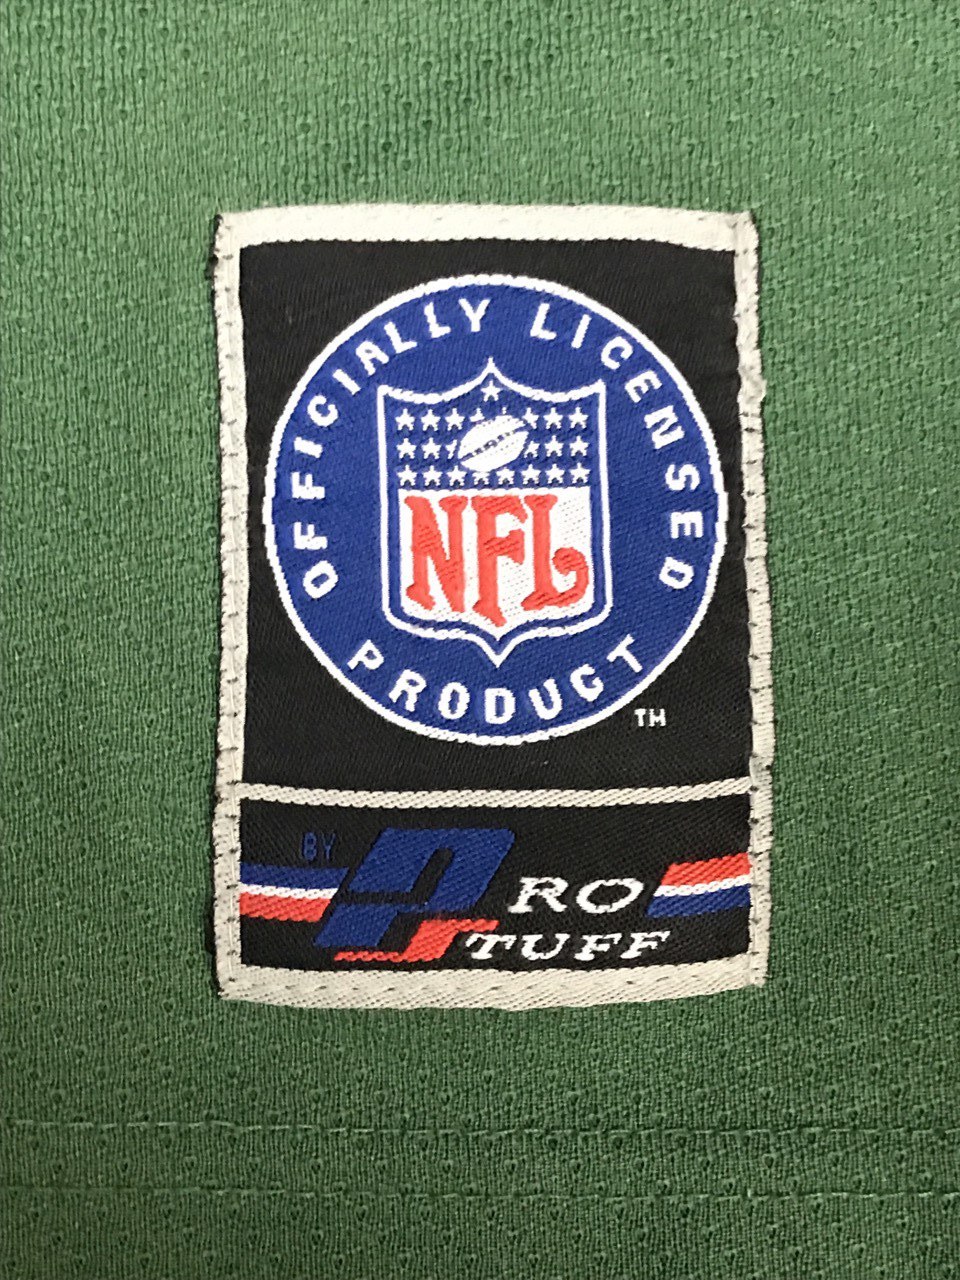 OFFICIALLY LICENSED
NFL
PRODUCT
TM
BY PRO
STUFF